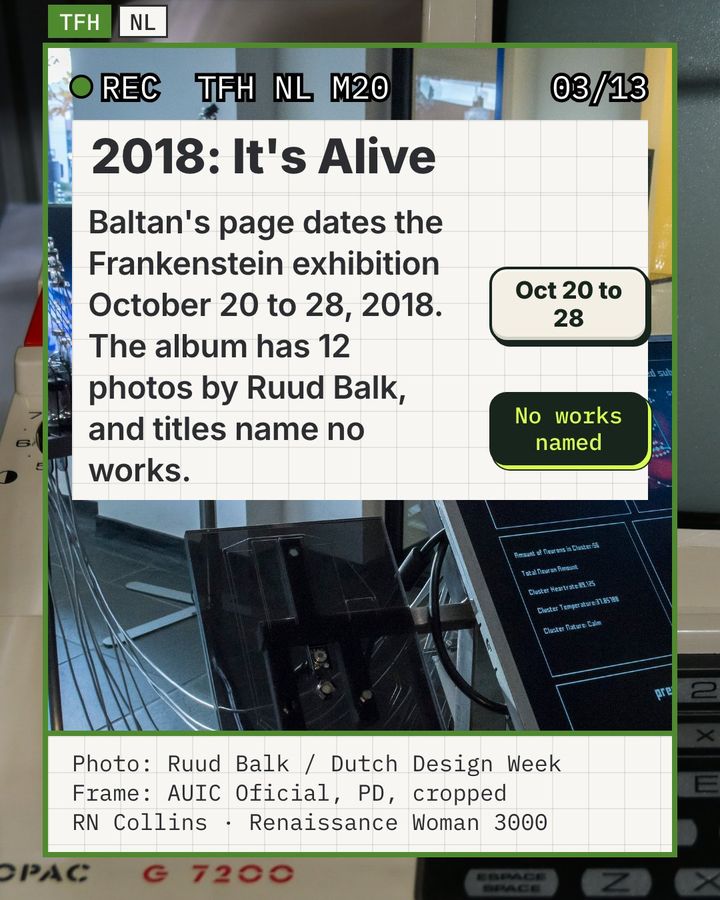 TFH NL
REC TFH NL M20 03/13
2018: It's Alive
Baltan's page dates the
Frankenstein exhibition
October 20 to 28, 2018.
The album has 12
photos by Ruud Balk,
and titles name no
works.
Oct 20 to
28
No works
named
Amount of Neurons in Cluster:56
Total Neuron Amount
Cluster Heartrate:89.125
Cluster Temperature:37.85700
Cluster Nature: Calm
Photo: Ruud Balk / Dutch Design Week
Frame: AUIC Oficial, PD, cropped
RN Collins · Renaissance Woman 3000
OPAC G 7200
ESPACE
SPACE
Z
X